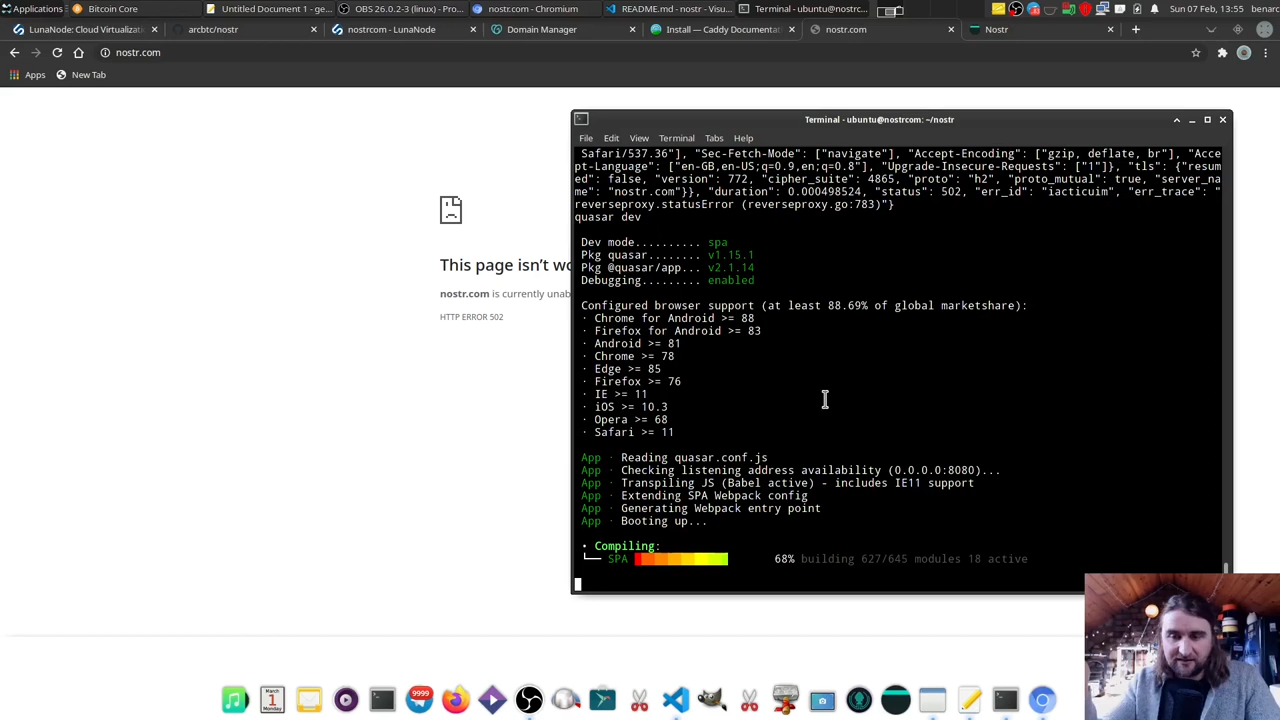 Applications
Bitcoin Core
Untitled Document 1 - ge...
OBS 26.0.2-3 (linux) - Pro...
nostr.com - Chromium
README.md - nostr - Visu...
Terminal - ubuntu@nostrc...
Sun 07 Feb, 13:55
benarc
LunaNode: Cloud Virtualizati
arcbtc/nostr
nostrcom - LunaNode
Domain Manager
Install — Caddy Documentat
nostr.com
Nostr
nostr.com
Apps
New Tab
This page isn't wo
nostr.com is currently unab
HTTP ERROR 502
Terminal - ubuntu@nostrcom: ~/nostr
File Edit View Terminal Tabs Help
Safari/537.36"], "Sec-Fetch-Mode": ["navigate"], "Accept-Encoding": ["gzip, deflate, br"], "Acce
pt-Language": ["en-GB,en-US;q=0.9,en;q=0.8"], "Upgrade-Insecure-Requests": ["1"]}, "tls": {"resum
ed": false, "version": 772, "cipher_suite": 4865, "proto": "h2", "proto_mutual": true, "server_na
me": "nostr.com"}}, "duration": 0.000498524, "status": 502, "err_id": "iacticuim", "err_trace": "
reverseproxy.statusError (reverseproxy.go:783)"}
quasar dev
Dev mode.......... spa
Pkg quasar........ v1.15.1
Pkg @quasar/app... v2.1.14
Debugging......... enabled
Configured browser support (at least 88.69% of global marketshare):
· Chrome for Android >= 88
· Firefox for Android >= 83
· Android >= 81
· Chrome >= 78
· Edge >= 85
· Firefox >= 76
· IE >= 11
· iOS >= 10.3
· Opera >= 68
· Safari >= 11
App · Reading quasar.conf.js
App · Checking listening address availability (0.0.0.0:8080)...
App · Transpiling JS (Babel active) - includes IE11 support
App · Extending SPA Webpack config
App · Generating Webpack entry point
App · Booting up...
• Compiling:
└── SPA 68% building 627/645 modules 18 active
March
1
Monday
9999